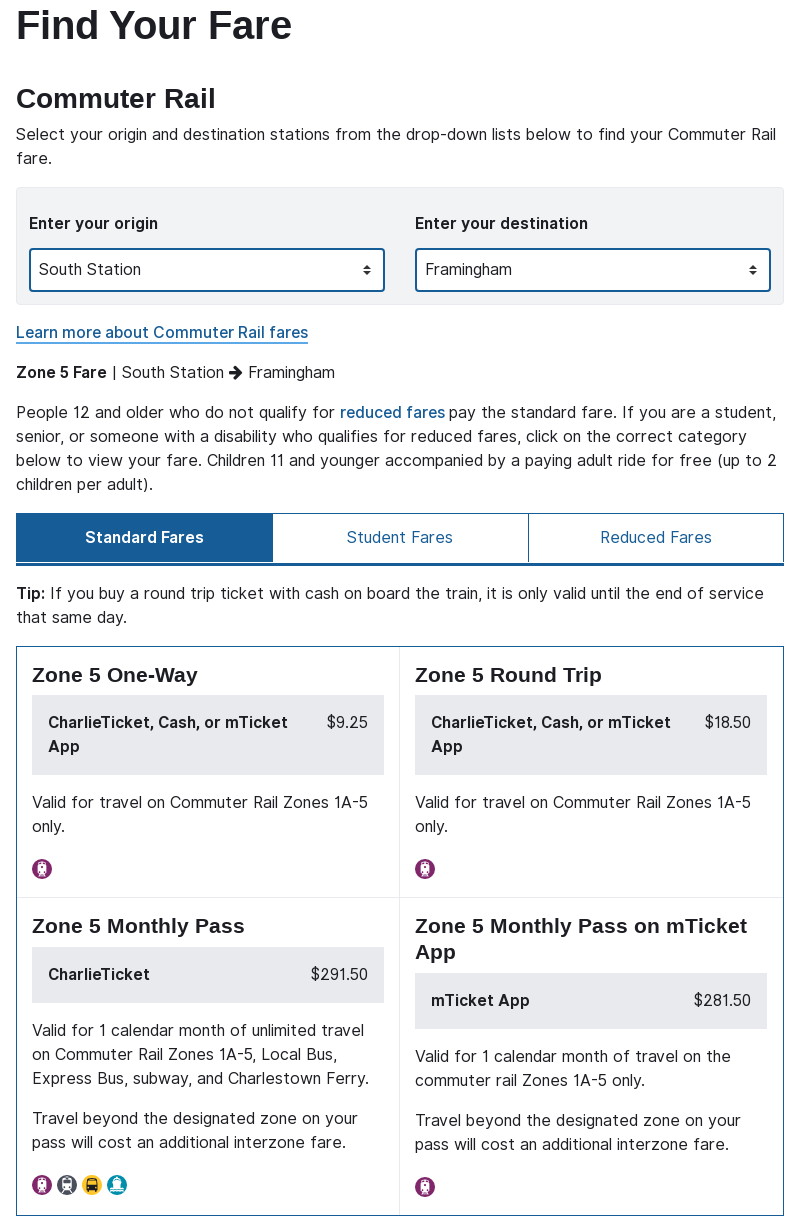 Find Your Fare
Commuter Rail
Select your origin and destination stations from the drop-down lists below to find your Commuter Rail
fare.
Enter your origin
South Station
Enter your destination
Framingham
Learn more about Commuter Rail fares
Zone 5 Fare | South Station → Framingham
People 12 and older who do not qualify for reduced fares pay the standard fare. If you are a student,
senior, or someone with a disability who qualifies for reduced fares, click on the correct category
below to view your fare. Children 11 and younger accompanied by a paying adult ride for free (up to 2
children per adult).
Standard Fares
Student Fares
Reduced Fares
Tip: If you buy a round trip ticket with cash on board the train, it is only valid until the end of service
that same day.
Zone 5 One-Way
CharlieTicket, Cash, or mTicket $9.25
App
Valid for travel on Commuter Rail Zones 1A-5
only.
Zone 5 Round Trip
CharlieTicket, Cash, or mTicket $18.50
App
Valid for travel on Commuter Rail Zones 1A-5
only.
Zone 5 Monthly Pass
CharlieTicket $291.50
Valid for 1 calendar month of unlimited travel
on Commuter Rail Zones 1A-5, Local Bus,
Express Bus, subway, and Charlestown Ferry.
Travel beyond the designated zone on your
pass will cost an additional interzone fare.
Zone 5 Monthly Pass on mTicket
App
mTicket App $281.50
Valid for 1 calendar month of travel on the
commuter rail Zones 1A-5 only.
Travel beyond the designated zone on your
pass will cost an additional interzone fare.